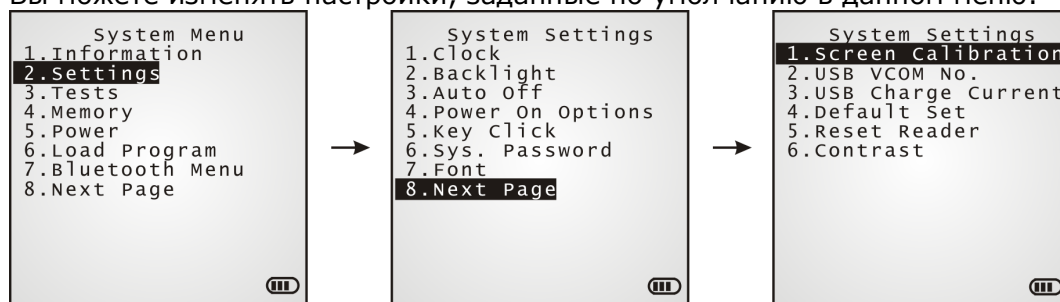 Вы можете изменять настройки, заданные по умолчанию в данном меню.
System Menu
1.Information
2.Settings
3.Tests
4.Memory
5.Power
6.Load Program
7.Bluetooth Menu
8.Next Page
System Settings
1.Clock
2.Backlight
3.Auto Off
4.Power On Options
5.Key Click
6.Sys. Password
7.Font
8.Next Page
System Settings
1.Screen Calibration
2.USB VCOM No.
3.USB Charge Current
4.Default Set
5.Reset Reader
6.Contrast